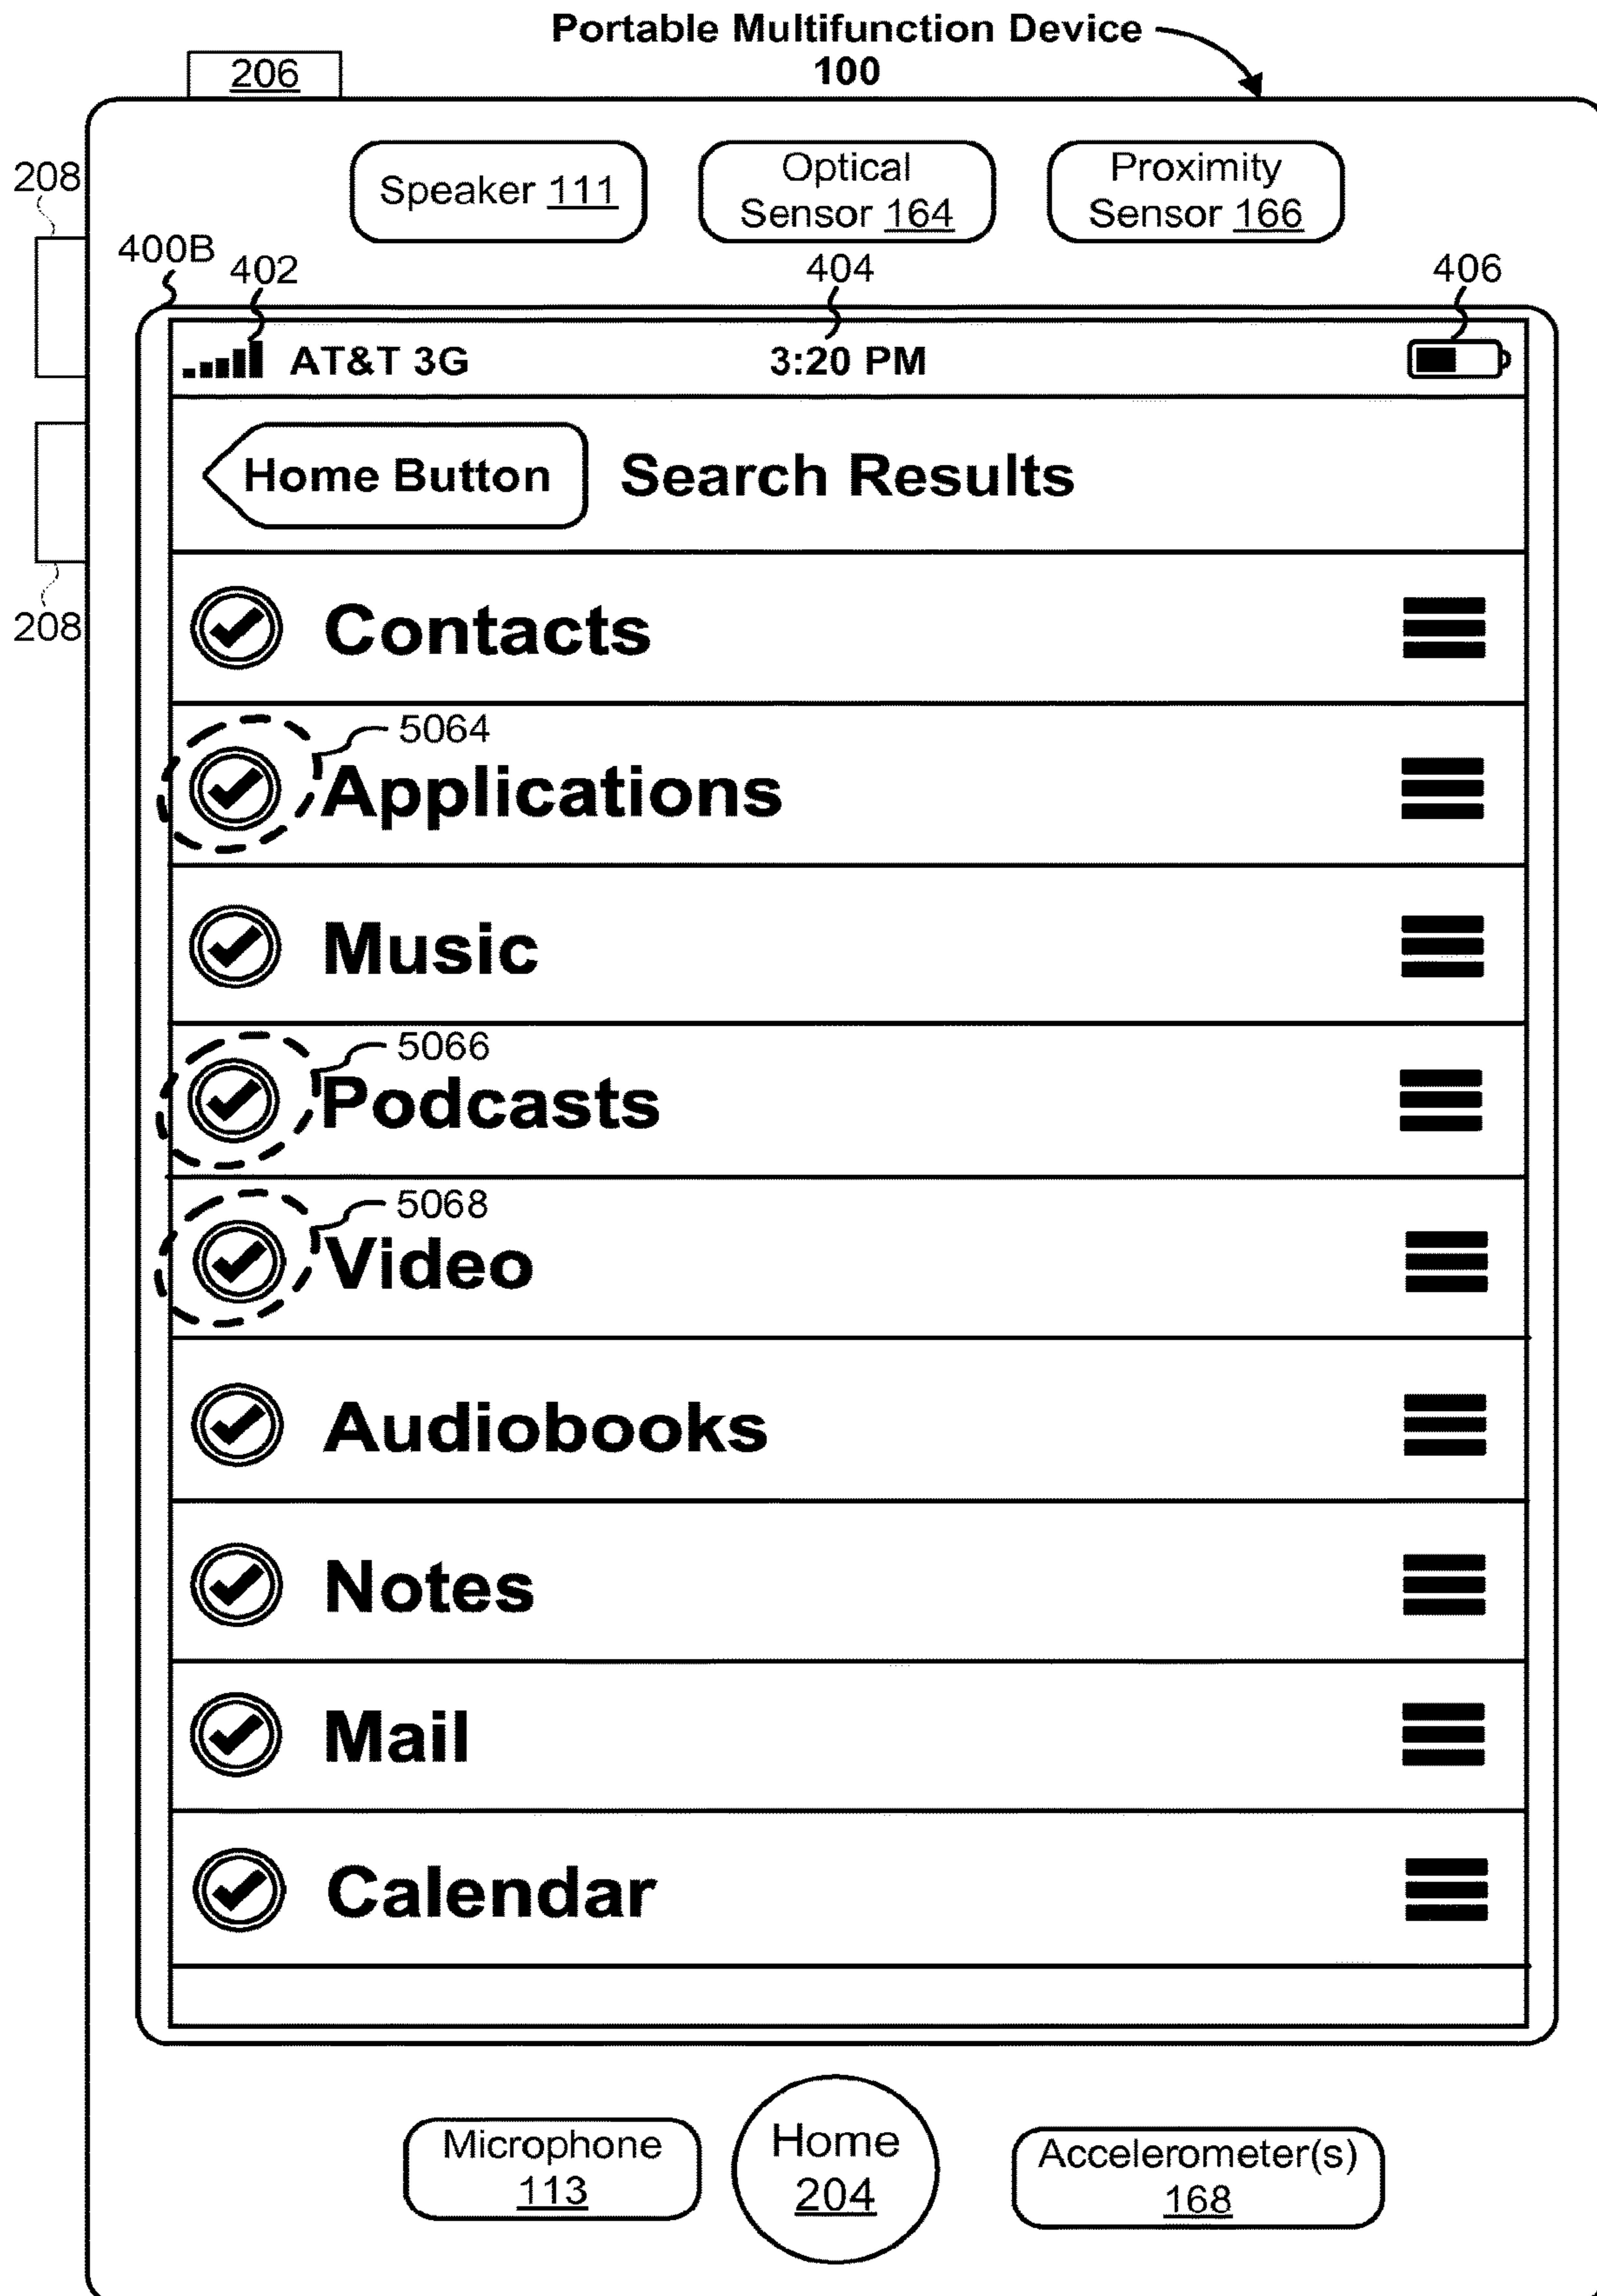 Portable Multifunction Device
100
206
208
Speaker 111
Optical
Sensor 164
Proximity
Sensor 166
400B
402
404
406
AT&T 3G
3:20 PM
Home Button
Search Results
208
Contacts
5064
Applications
Music
5066
Podcasts
5068
Video
Audiobooks
Notes
Mail
Calendar
Microphone
113
Home
204
Accelerometer(s)
168